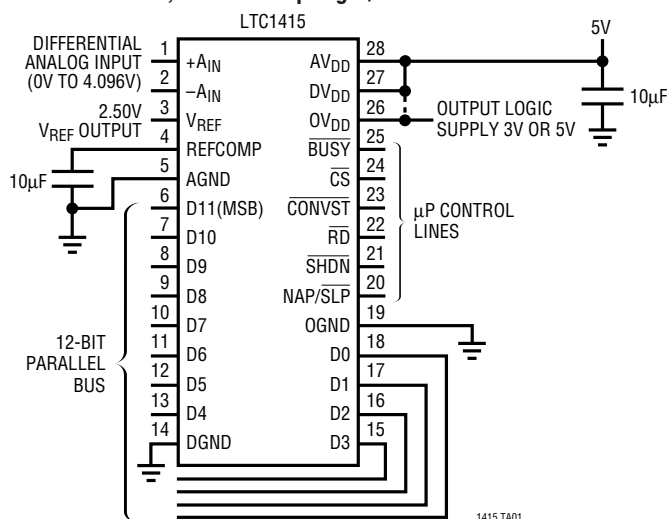 LTC1415
DIFFERENTIAL
ANALOG INPUT
(0V TO 4.096V)
2.50V
VREF OUTPUT
10µF
12-BIT
PARALLEL
BUS
1 +AIN
2 –AIN
3 VREF
4 REFCOMP
5 AGND
6 D11(MSB)
7 D10
8 D9
9 D8
10 D7
11 D6
12 D5
13 D4
14 DGND
AVDD 28
DVDD 27
OVDD 26
BUSY 25
CS 24
CONVST 23
RD 22
SHDN 21
NAP/SLP 20
OGND 19
D0 18
D1 17
D2 16
D3 15
5V
10µF
OUTPUT LOGIC
SUPPLY 3V OR 5V
µP CONTROL
LINES
1415 TA01